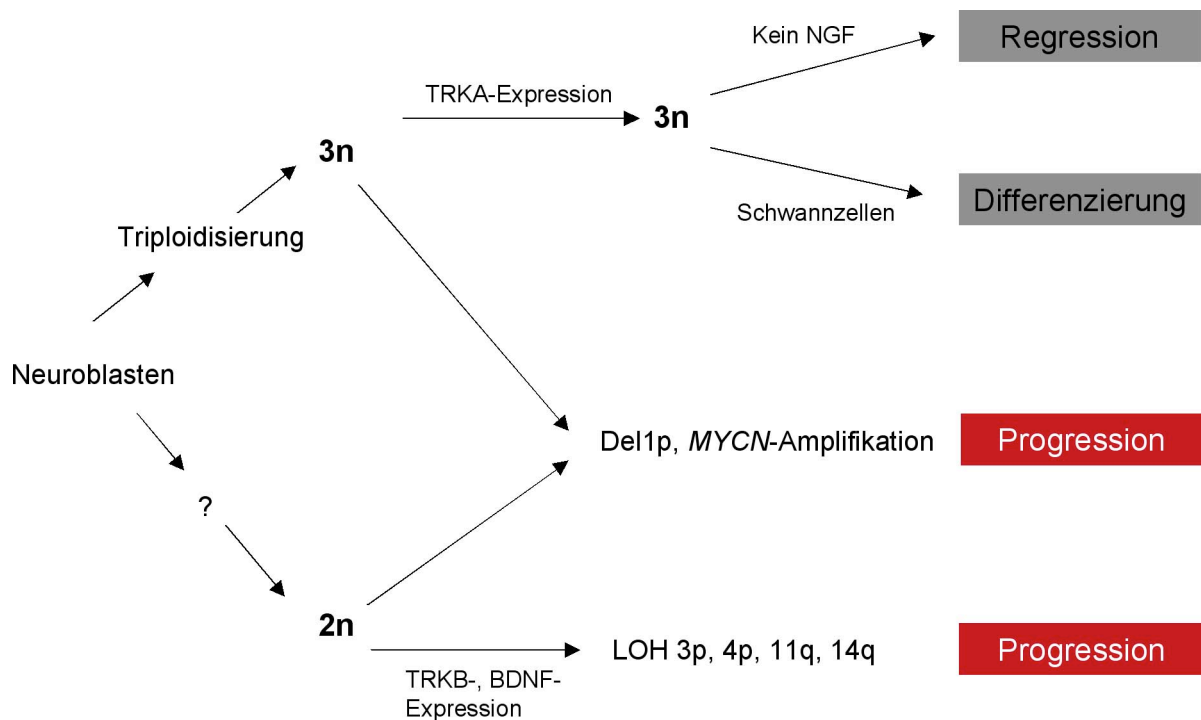 Kein NGF
Regression
TRKA-Expression
3n
3n
Schwannzellen
Differenzierung
Triploidisierung
Neuroblasten
Del1p, MYCN-Amplifikation
Progression
?
2n
LOH 3p, 4p, 11q, 14q
Progression
TRKB-, BDNF-
Expression